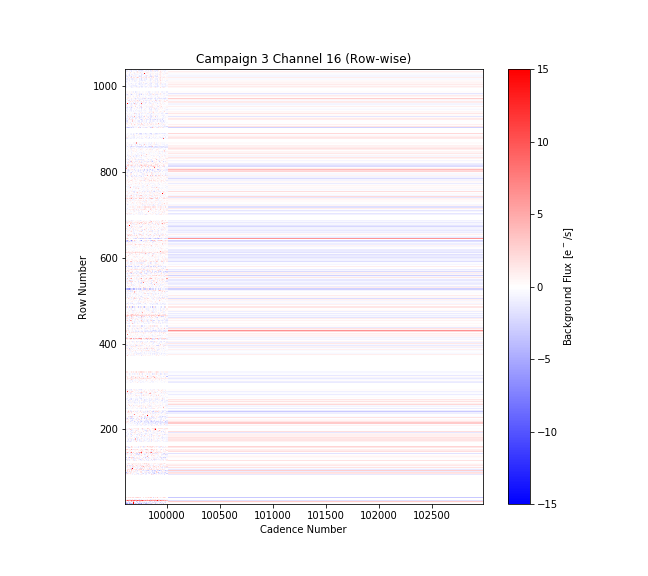 Campaign 3 Channel 16 (Row-wise)
1000
800
600
400
200
Row Number
100000 100500 101000 101500 102000 102500
Cadence Number
15
10
5
0
−5
−10
−15
Background Flux [e⁻/s]